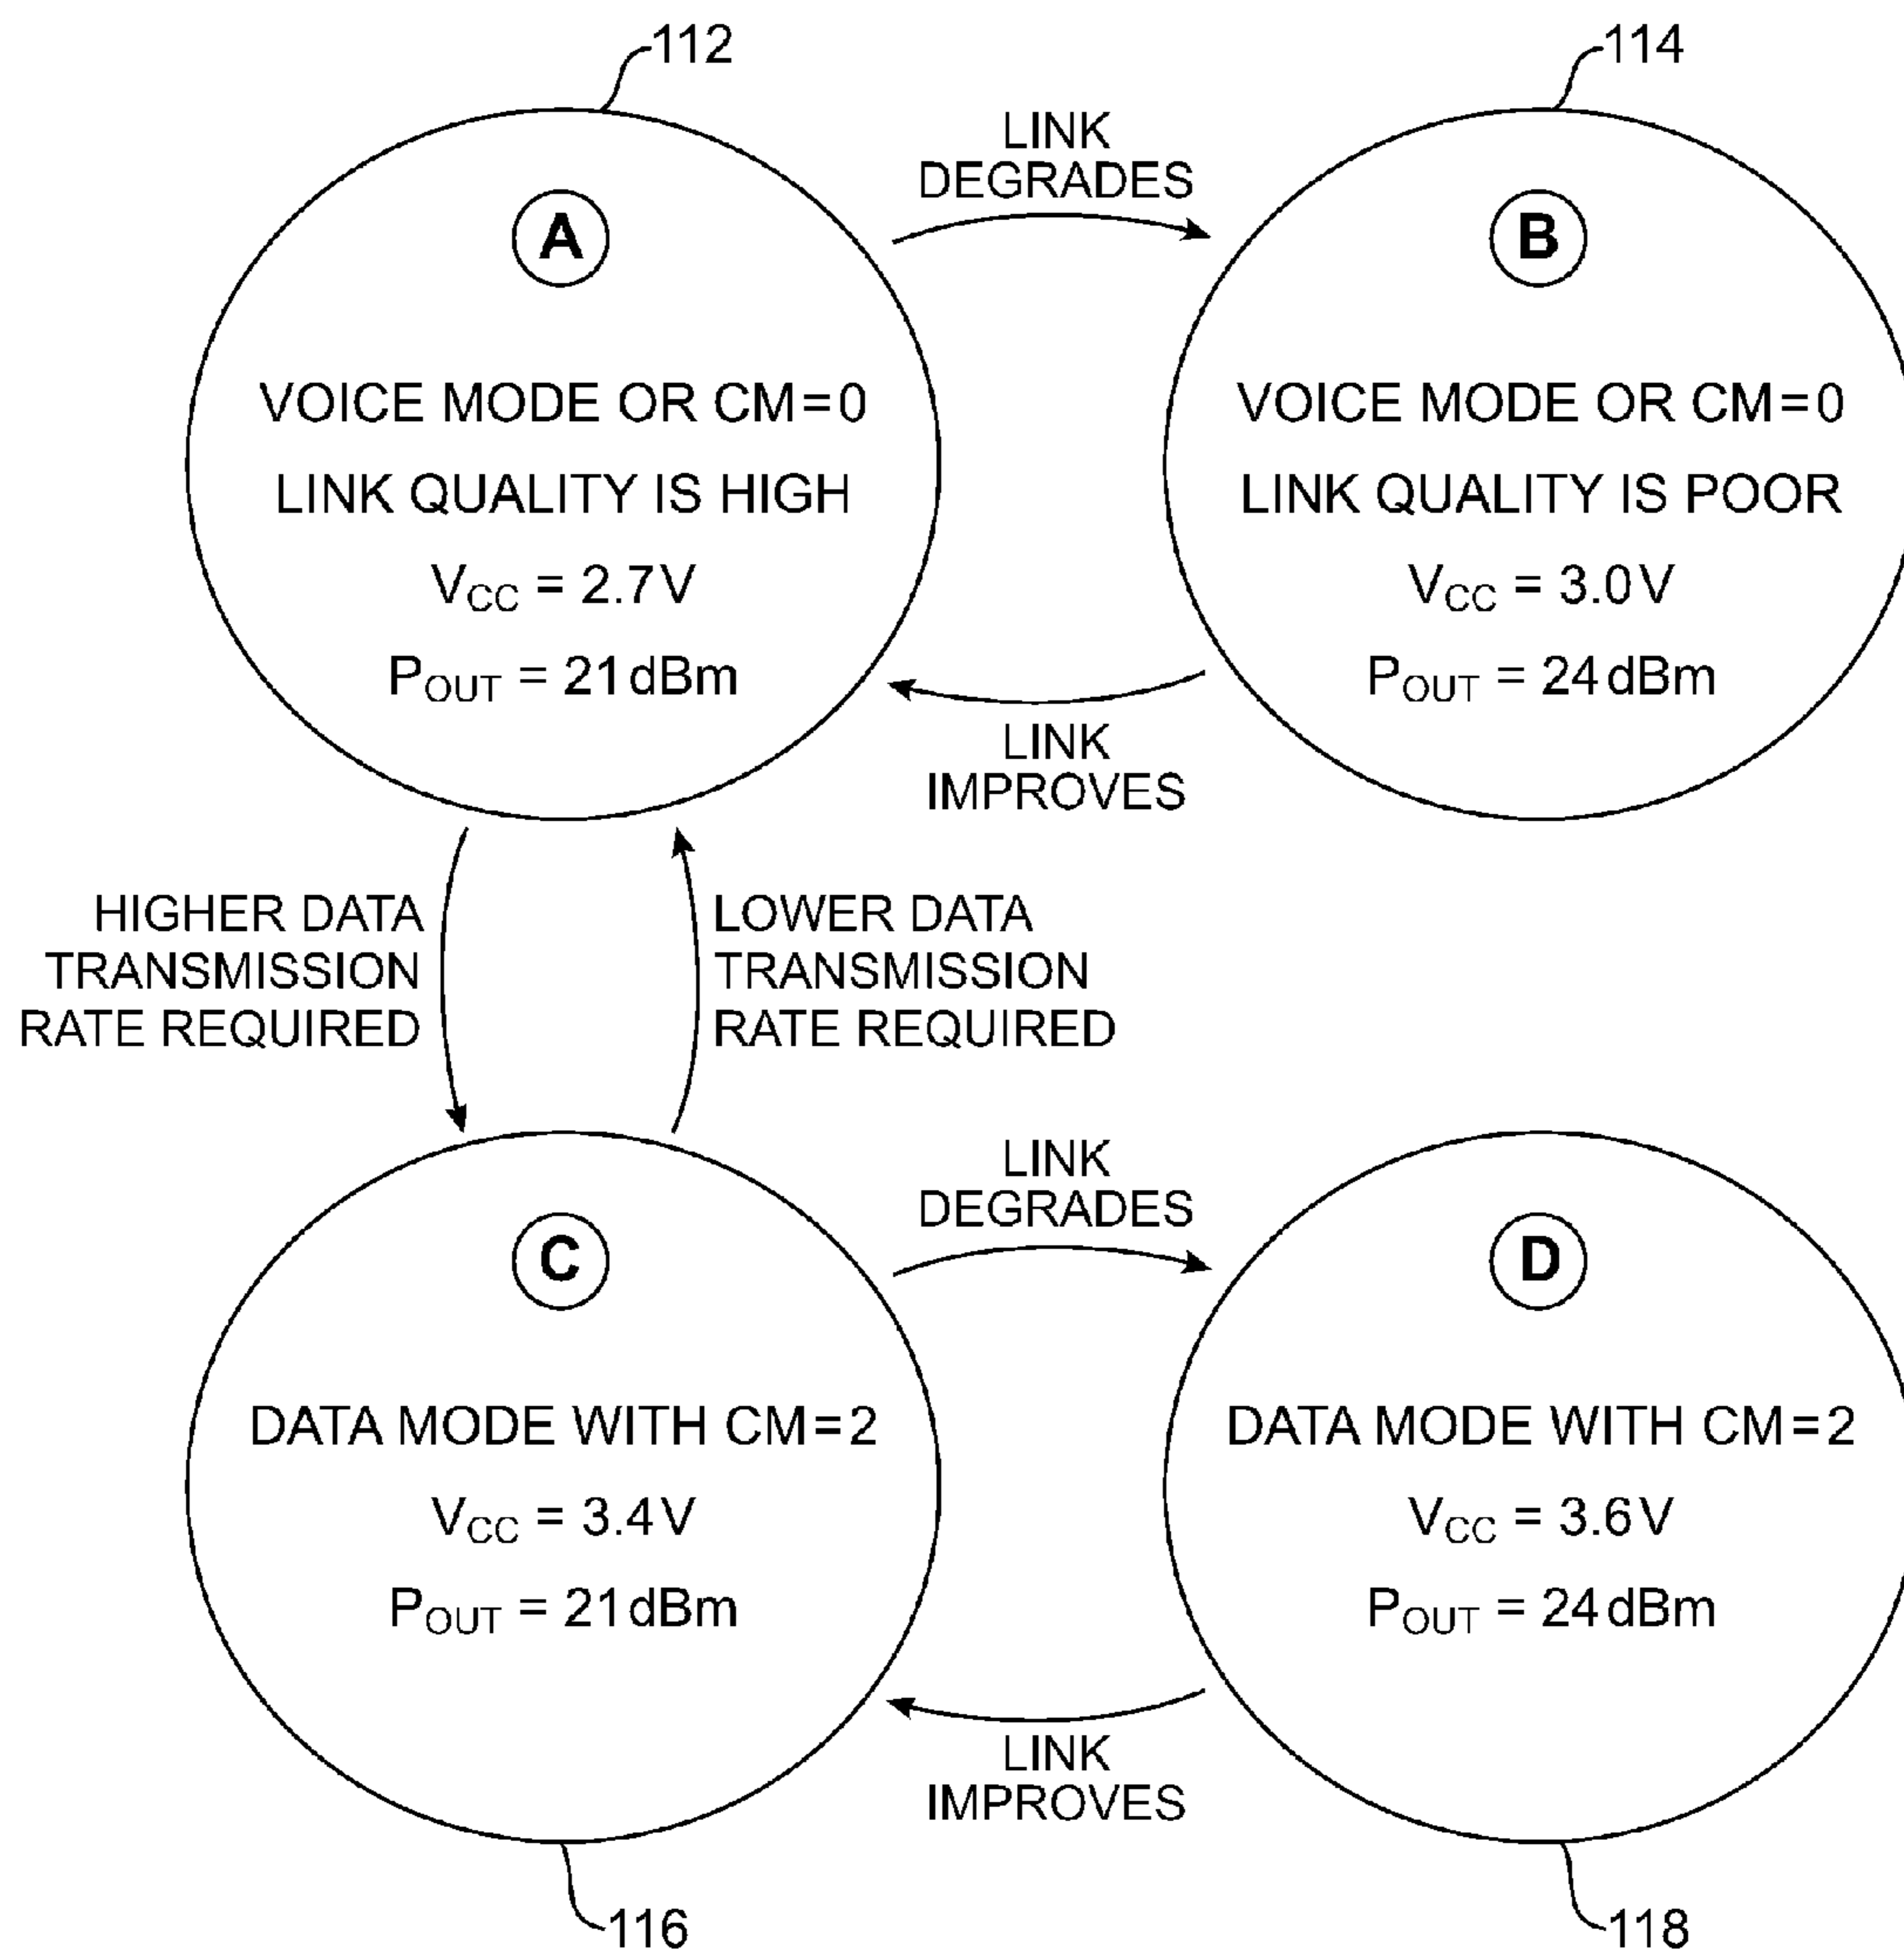 112
114
LINK
DEGRADES
A
VOICE MODE OR CM=0
LINK QUALITY IS HIGH
VCC = 2.7V
POUT = 21dBm
B
VOICE MODE OR CM=0
LINK QUALITY IS POOR
VCC = 3.0V
POUT = 24dBm
LINK
IMPROVES
HIGHER DATA
TRANSMISSION
RATE REQUIRED
LOWER DATA
TRANSMISSION
RATE REQUIRED
LINK
DEGRADES
C
DATA MODE WITH CM=2
VCC = 3.4V
POUT = 21dBm
D
DATA MODE WITH CM=2
VCC = 3.6V
POUT = 24dBm
LINK
IMPROVES
116
118